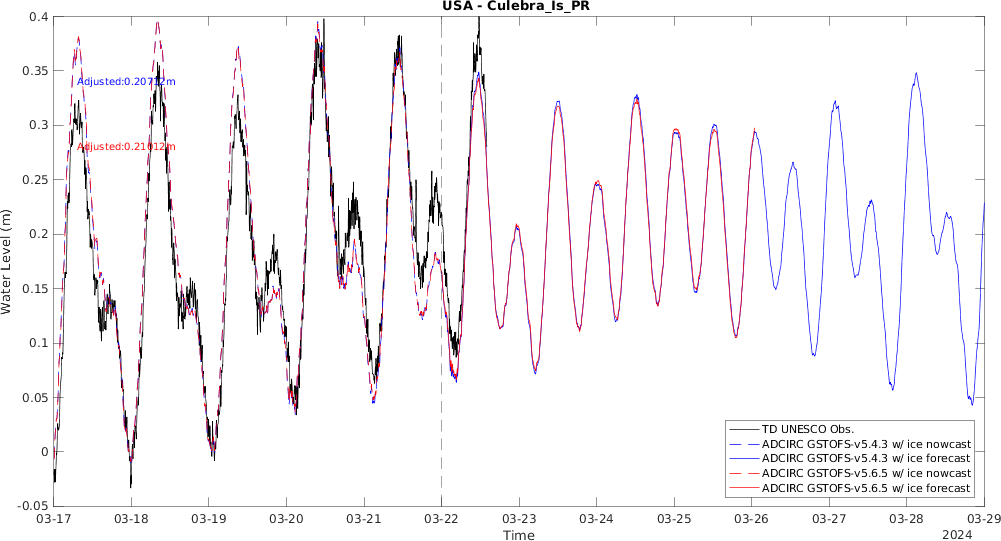 USA - Culebra_Is_PR
0.4
0.35
0.3
0.25
0.2
0.15
0.1
0.05
0
-0.05
Water Level (m)
Adjusted:0.20712m
Adjusted:0.21012m
TD UNESCO Obs.
ADCIRC GSTOFS-v5.4.3 w/ ice nowcast
ADCIRC GSTOFS-v5.4.3 w/ ice forecast
ADCIRC GSTOFS-v5.6.5 w/ ice nowcast
ADCIRC GSTOFS-v5.6.5 w/ ice forecast
03-17 03-18 03-19 03-20 03-21 03-22 03-23 03-24 03-25 03-26 03-27 03-28 03-29
Time
2024